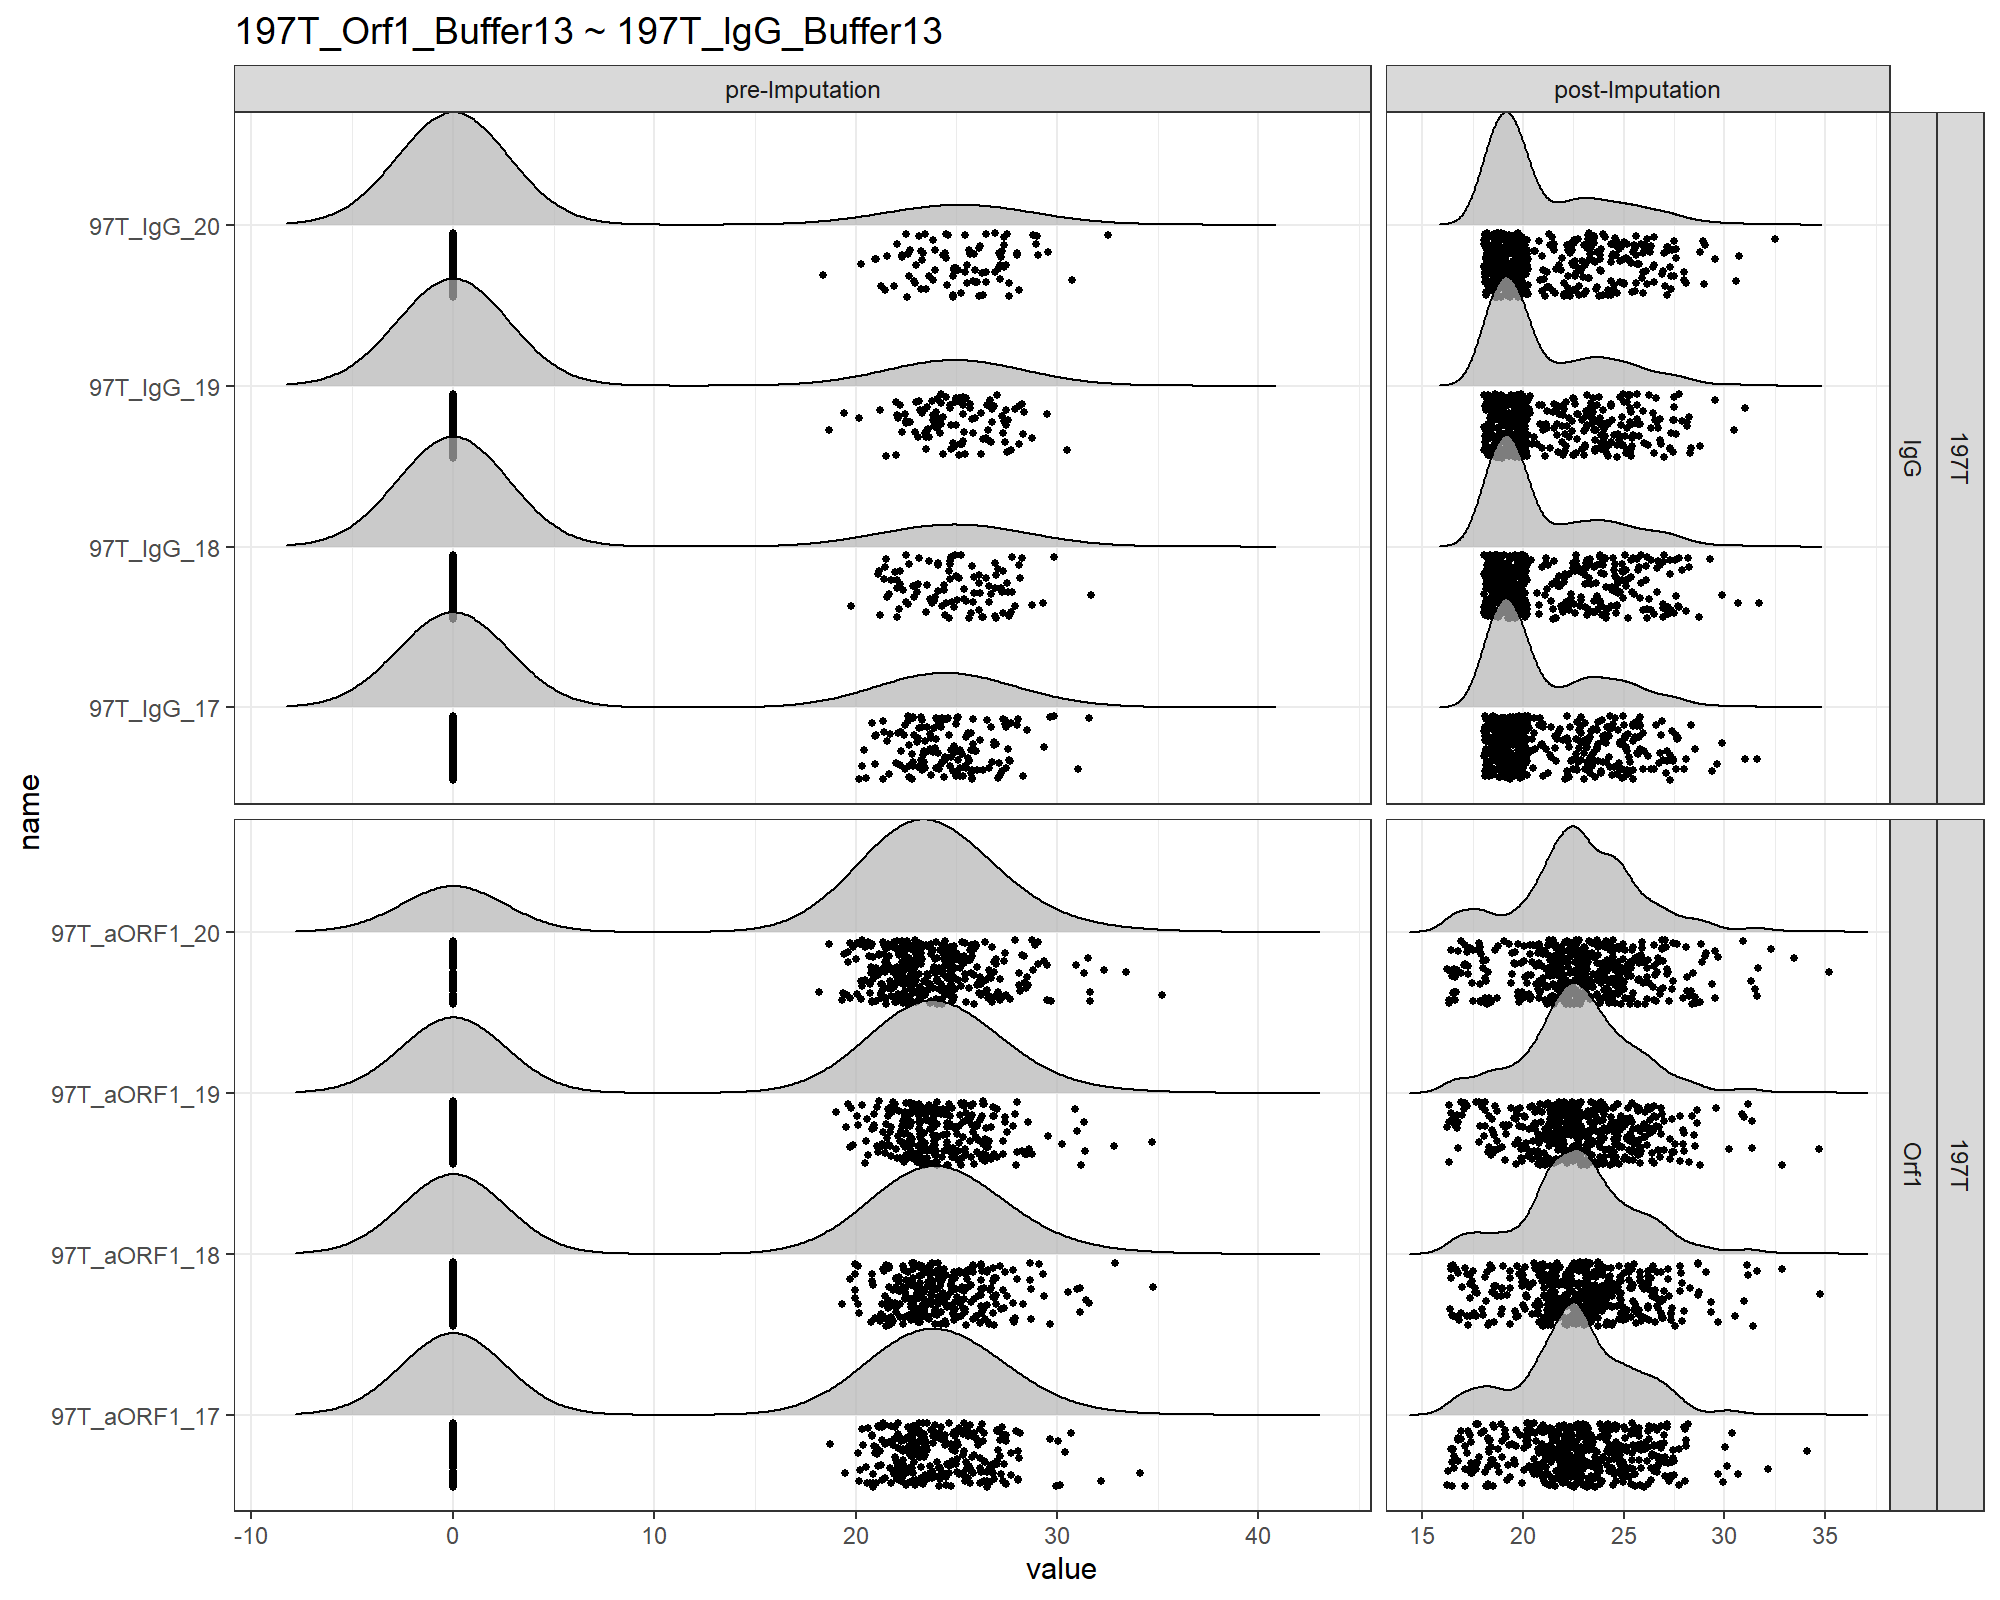 197T_Orf1_Buffer13 ~ 197T_IgG_Buffer13
pre-Imputation
post-Imputation
97T_IgG_20
97T_IgG_19
97T_IgG_18
97T_IgG_17
IgG
197T
name
97T_aORF1_20
97T_aORF1_19
97T_aORF1_18
97T_aORF1_17
Orf1
197T
-10 0 10 20 30 40
15 20 25 30 35
value